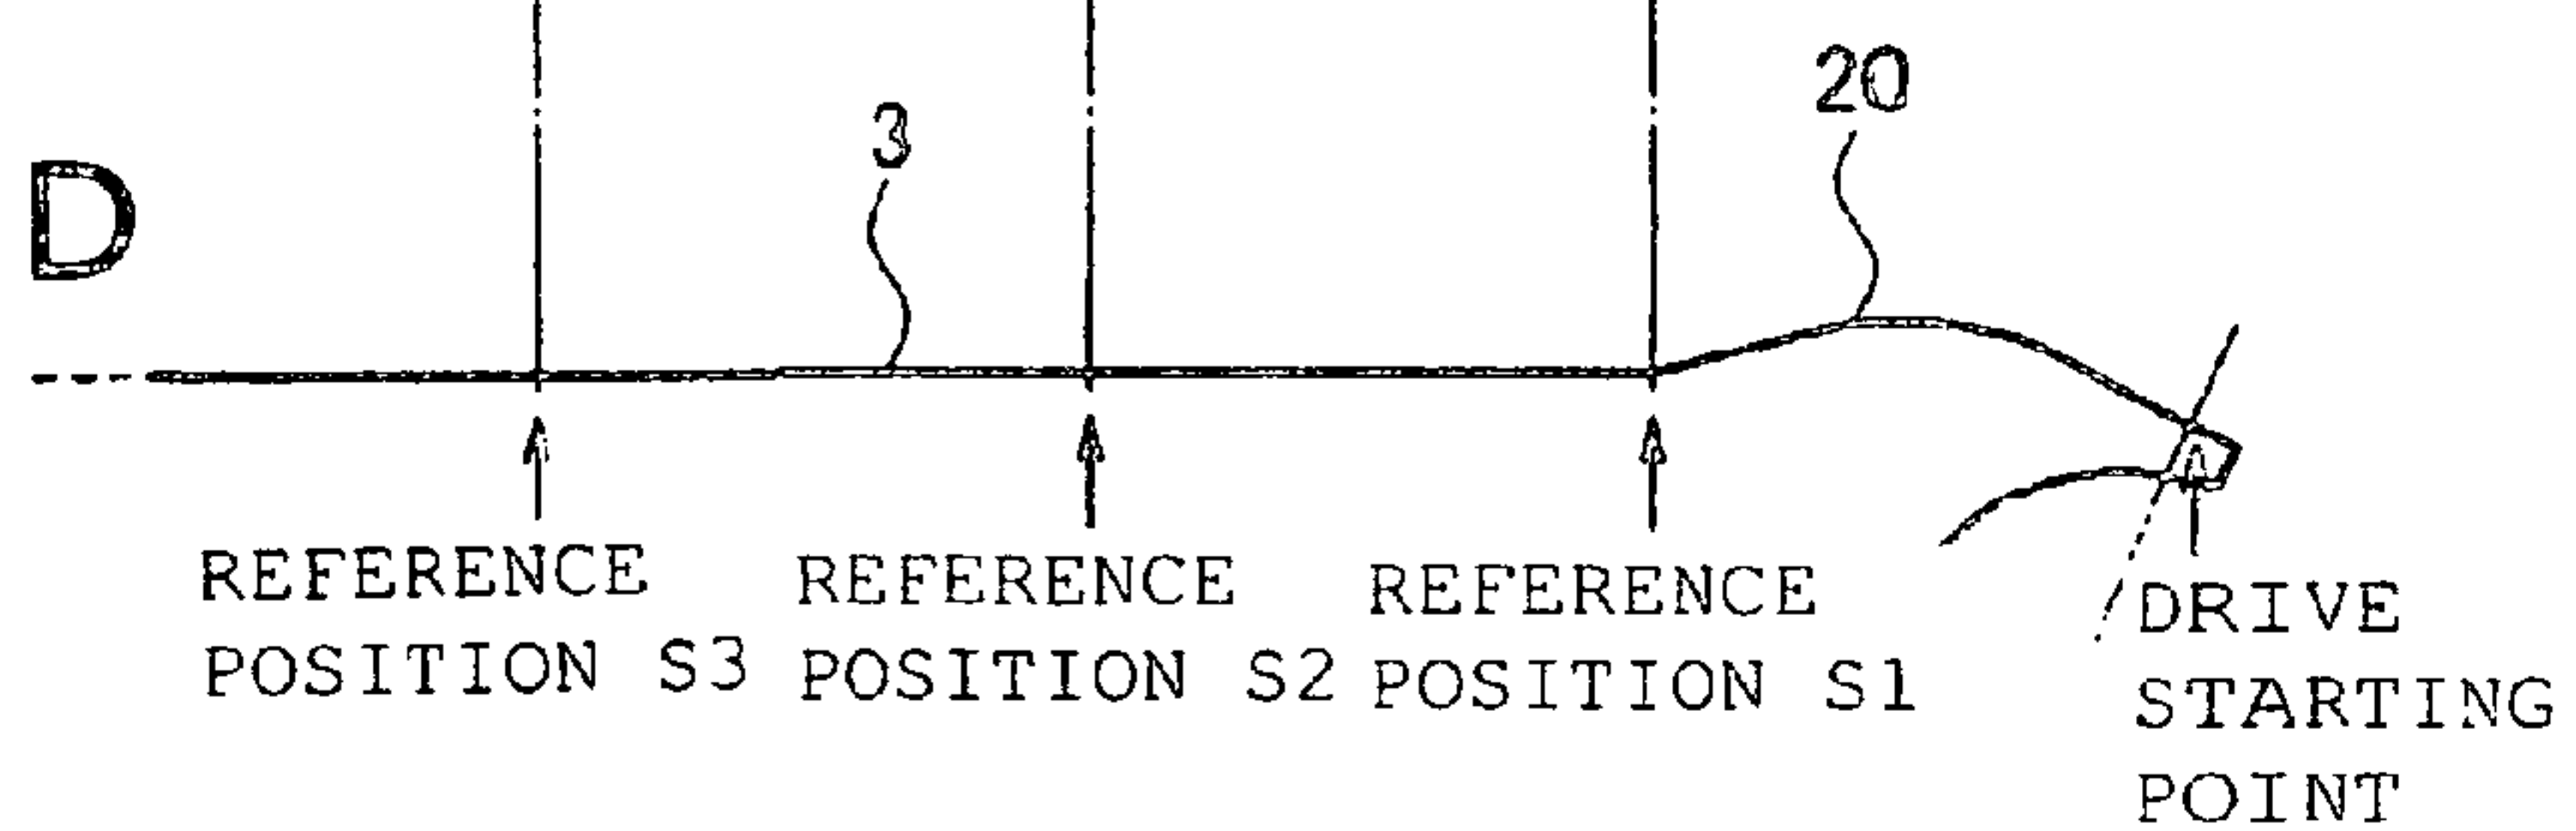 20
3
D
REFERENCE
POSITION S3
REFERENCE
POSITION S2
REFERENCE
POSITION S1
DRIVE
STARTING
POINT